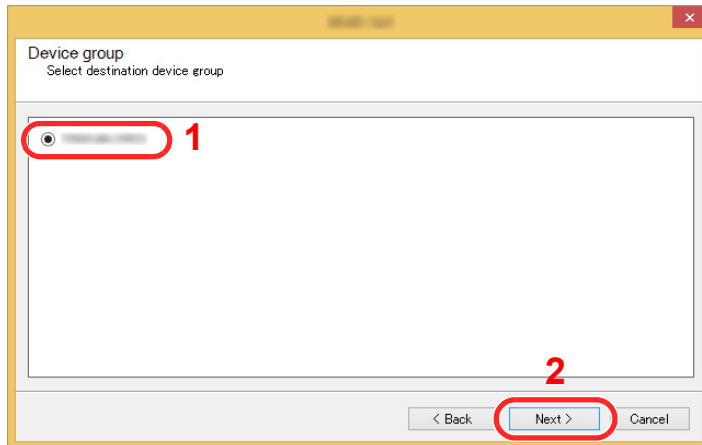 Device group
Select destination device group
1
2
< Back
Next >
Cancel